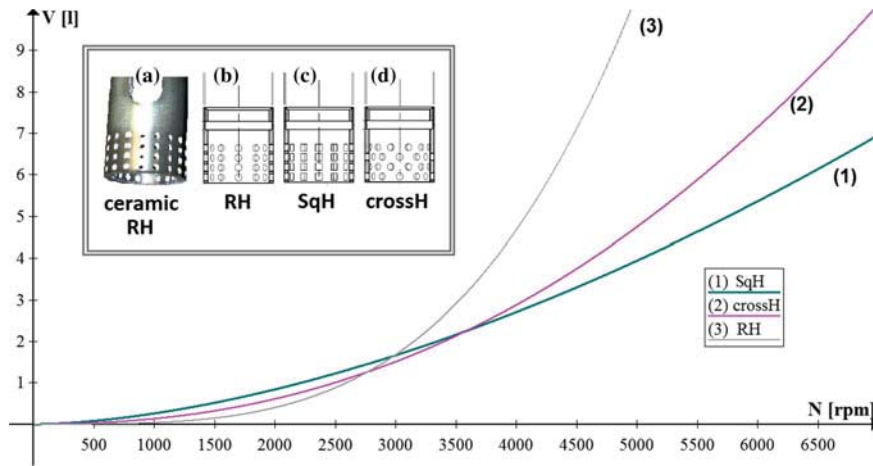 V [l]
9
8
7
6
5
4
3
2
1
(a) (b) (c) (d)
ceramic
RH
RH
SqH
crossH
(3)
(2)
(1)
(1) SqH
(2) crossH
(3) RH
N [rpm]
500 1000 1500 2000 2500 3000 3500 4000 4500 5000 5500 6000 6500